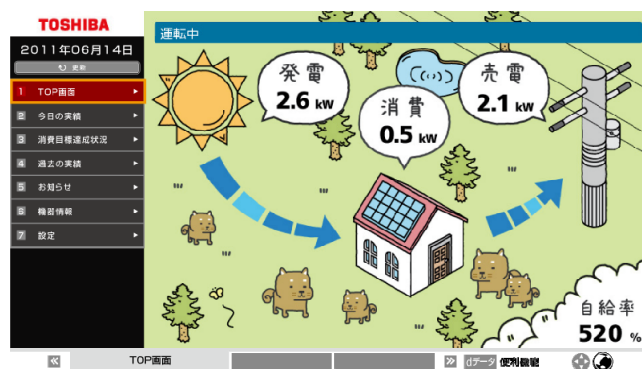 TOSHIBA
2011年06月14日
更新
1 TOP画面
2 今日の実績
3 消費目標達成状況
4 過去の実績
5 お知らせ
6 機器情報
7 設定
運転中
発電
2.6 kw
消費
0.5 kw
売電
2.1 kw
自給率
520 %
TOP画面
dデータ 便利機能